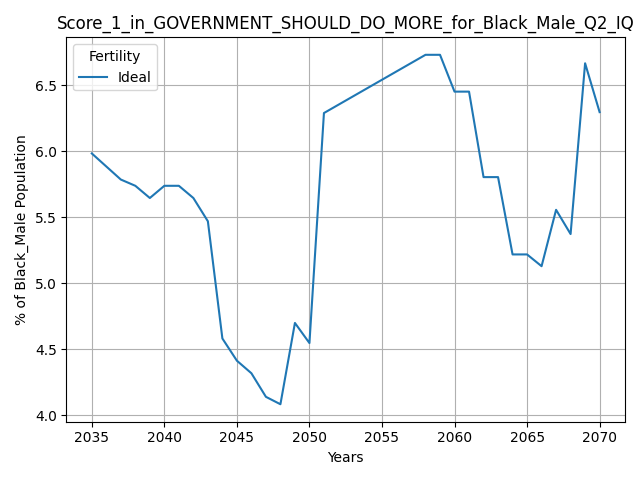 Score_1_in_GOVERNMENT_SHOULD_DO_MORE_for_Black_Male_Q2_IQ
Fertility
Ideal
% of Black_Male Population
6.5
6.0
5.5
5.0
4.5
4.0
2035 2040 2045 2050 2055 2060 2065 2070
Years